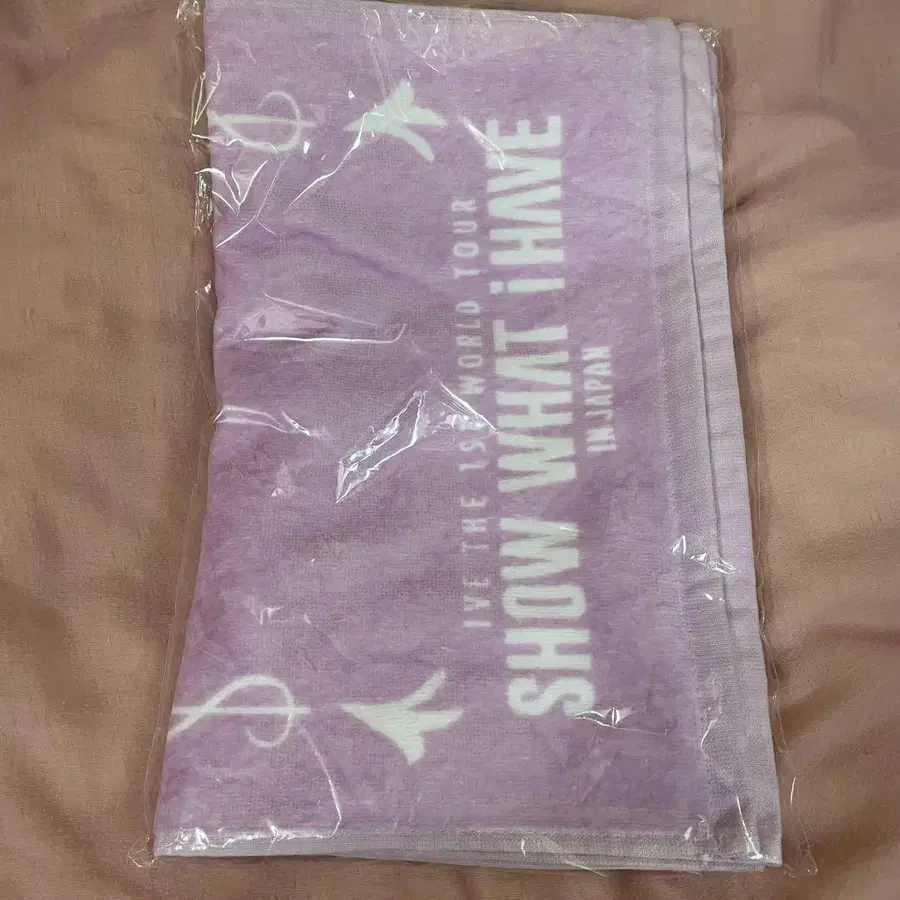 IVE THE 1ST WORLD TOUR
SHOW WHAT i HAVE
IN JAPAN